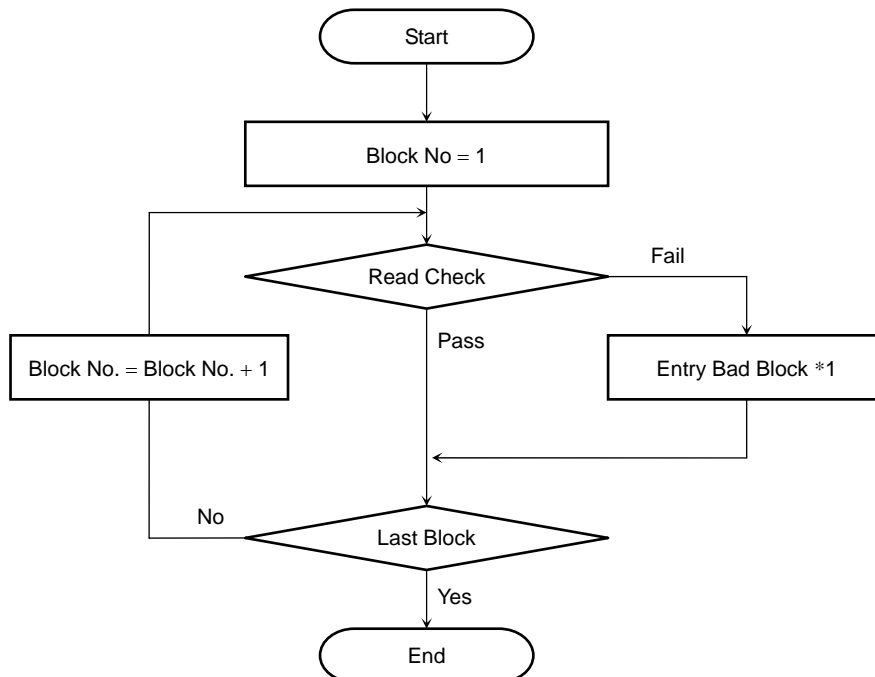 Start
Block No = 1
Read Check
Fail
Pass
Block No. = Block No. + 1
Entry Bad Block *1
No
Last Block
Yes
End